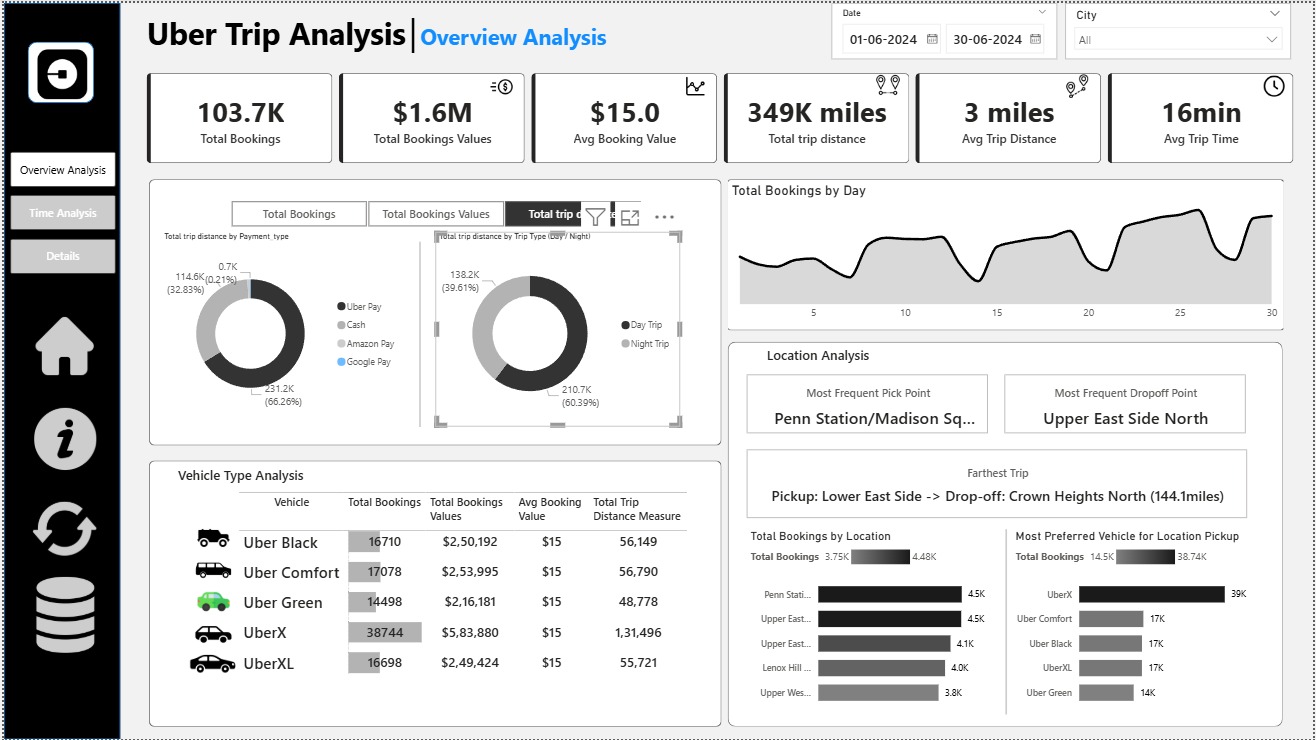 Uber Trip Analysis
Overview Analysis
Date
01-06-2024
30-06-2024
City
All
Overview Analysis
Time Analysis
Details
103.7K
Total Bookings
$1.6M
Total Bookings Values
$15.0
Avg Booking Value
349K miles
Total trip distance
3 miles
Avg Trip Distance
16min
Avg Trip Time
Total Bookings
Total Bookings Values
Total trip
Total trip distance by Payment_type
0.7K
(0.21%)
114.6K
(32.83%)
231.2K
(66.26%)
Uber Pay
Cash
Amazon Pay
Google Pay
Total trip distance by Trip Type (Day / Night)
138.2K
(39.61%)
210.7K
(60.39%)
Day Trip
Night Trip
Total Bookings by Day
5 10 15 20 25 30
Vehicle Type Analysis
Vehicle Total Bookings Total Bookings Values Avg Booking Value Total Trip Distance Measure
Uber Black 16710 $2,50,192 $15 56,149
Uber Comfort 17078 $2,53,995 $15 56,790
Uber Green 14498 $2,16,181 $15 48,778
UberX 38744 $5,83,880 $15 1,31,496
UberXL 16698 $2,49,424 $15 55,721
Location Analysis
Most Frequent Pick Point
Penn Station/Madison Sq...
Most Frequent Dropoff Point
Upper East Side North
Farthest Trip
Pickup: Lower East Side -> Drop-off: Crown Heights North (144.1miles)
Total Bookings by Location
Total Bookings 3.75K 4.48K
Penn Stati... 4.5K
Upper East... 4.5K
Upper East... 4.1K
Lenox Hill ... 4.0K
Upper Wes... 3.8K
Most Preferred Vehicle for Location Pickup
Total Bookings 14.5K 38.74K
UberX 39K
Uber Comfort 17K
Uber Black 17K
UberXL 17K
Uber Green 14K